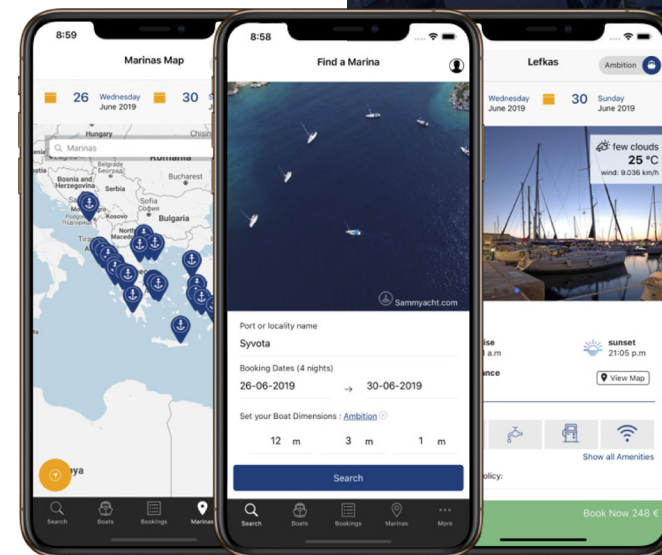 8:59
Marinas Map
26
Wednesday
June 2019
30
Hungary
Marinas
Romania
Bosnia and
Herzegovina
Belgrade
Београд
Serbia
Bucharest
Sofia
София
Kosovo
Bulgaria
North
Search
Boats
Bookings
Marinas
8:58
Find a Marina
Sammyacht.com
Port or locality name
Syvota
Booking Dates (4 nights)
26-06-2019 → 30-06-2019
Set your Boat Dimensions : Ambition
12 m 3 m 1 m
Search
Search
Boats
Bookings
Marinas
More
Lefkas
Ambition
Wednesday
June 2019
30
Sunday
June 2019
few clouds
25 °C
wind: 9.036 km/h
sunset
21:05 p.m
View Map
Show all Amenities
Book Now 248 €